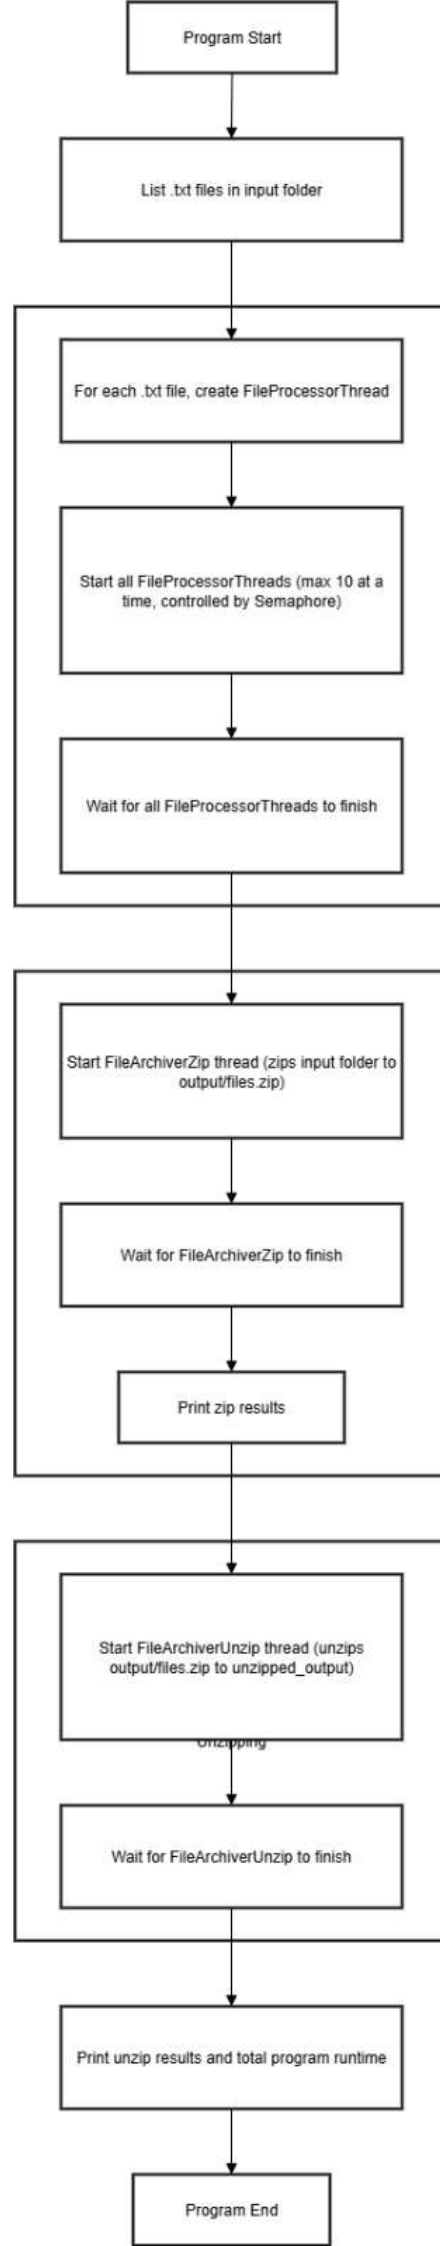 Program Start
List .txt files in input folder
For each .txt file, create FileProcessorThread
Start all FileProcessorThreads (max 10 at a
time, controlled by Semaphore)
Wait for all FileProcessorThreads to finish
Start FileArchiverZip thread (zips input folder to
output/files.zip)
Wait for FileArchiverZip to finish
Print zip results
Start FileArchiverUnzip thread (unzips
output/files.zip to unzipped_output)
Unzipping
Wait for FileArchiverUnzip to finish
Print unzip results and total program runtime
Program End